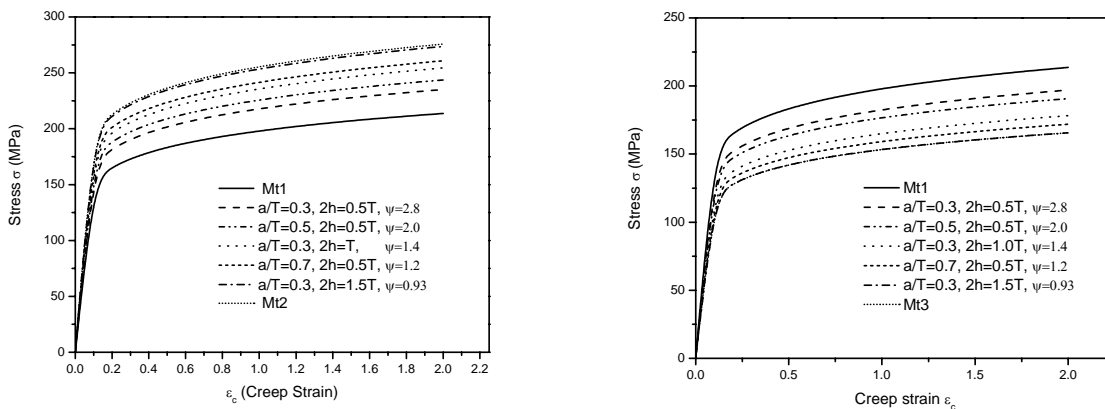 300
250
200
150
100
50
0
Stress σ (MPa)
Mt1
a/T=0.3, 2h=0.5T, ψ=2.8
a/T=0.5, 2h=0.5T, ψ=2.0
a/T=0.3, 2h=T, ψ=1.4
a/T=0.7, 2h=0.5T, ψ=1.2
a/T=0.3, 2h=1.5T, ψ=0.93
Mt2
0.0 0.2 0.4 0.6 0.8 1.0 1.2 1.4 1.6 1.8 2.0 2.2
εc (Creep Strain)
250
200
150
100
50
0
Stress σ (MPa)
Mt1
a/T=0.3, 2h=0.5T, ψ=2.8
a/T=0.5, 2h=0.5T, ψ=2.0
a/T=0.3, 2h=1.0T, ψ=1.4
a/T=0.7, 2h=0.5T, ψ=1.2
a/T=0.3, 2h=1.5T, ψ=0.93
Mt3
0.0 0.5 1.0 1.5 2.0
Creep strain εc